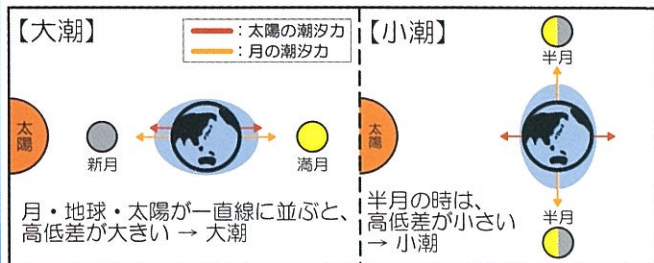 【大潮】
：太陽の潮汐力
：月の潮汐力
太陽
新月
満月
月・地球・太陽が一直線に並ぶと、
高低差が大きい → 大潮
【小潮】
半月
太陽
半月の時は、
高低差が小さい
→ 小潮
半月